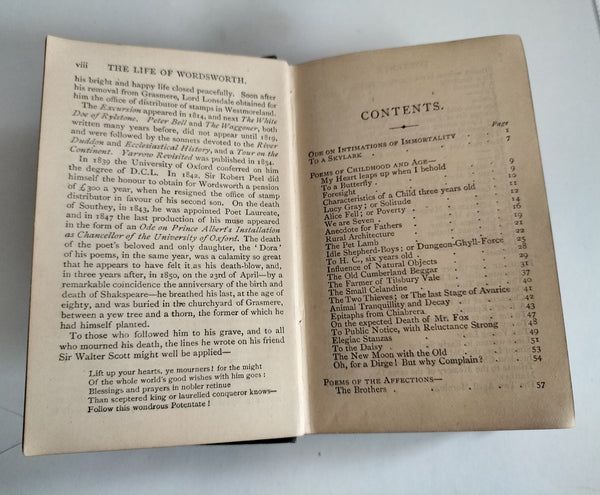 viii THE LIFE OF WORDSWORTH.
his bright and happy life closed peacefully. Soon after
his removal from Grasmere, Lord Lonsdale obtained for
him the office of distributor of stamps in Westmoreland.
The Excursion appeared in 1814, and next The White
Doe of Rylstone. Peter Bell and The Waggoner, both
written many years before, did not appear until 1819,
and were followed by the sonnets devoted to the River
Duddon and Ecclesiastical History, and a Tour on the
Continent. Yarrow Revisited was published in 1834.
In 1839 the University of Oxford conferred on him
the degree of D.C.L. In 1842, Sir Robert Peel did
himself the honour to obtain for Wordsworth a pension
of £300 a year, when he resigned the office of stamp
distributor in favour of his second son. On the death
of Southey, in 1843, he was appointed Poet Laureate,
and in 1847 the last production of his muse appeared
in the form of an Ode on Prince Albert's Installation
as Chancellor of the University of Oxford. The death
of the poet's beloved and only daughter, the 'Dora'
of his poems, in the same year, was a calamity so great
that he appears to have felt it as his death-blow, and,
in three years after, in 1850, on the 23rd of April—by a
remarkable coincidence the anniversary of the birth and
death of Shakspeare—he breathed his last, at the age of
eighty, and was buried in the churchyard of Grasmere,
between a yew tree and a thorn, the former of which he
had himself planted.
To those who followed him to his grave, and to all
who mourned his death, the lines he wrote on his friend
Sir Walter Scott might well be applied—
Lift up your hearts, ye mourners! for the might
Of the whole world's good wishes with him goes:
Blessings and prayers in nobler retinue
Than sceptered king or laurelled conqueror knows—
Follow this wondrous Potentate!
CONTENTS.
Page
ODE ON INTIMATIONS OF IMMORTALITY 1
TO A SKYLARK 7
POEMS OF CHILDHOOD AND AGE—
My Heart leaps up when I behold 9
To a Butterfly 9
Foresight 10
Characteristics of a Child three years old 12
Lucy Gray; or Solitude 14
Alice Fell; or Poverty 16
We are Seven 19
Anecdote for Fathers 21
Rural Architecture
The Pet Lamb
Idle Shepherd-Boys; or Dungeon-Ghyll-Force 25
To H. C., six years old 28
Influence of Natural Objects 29
The Old Cumberland Beggar 31
The Farmer of Tilsbury Vale
The Small Celandine
The Two Thieves; or The last Stage of Avarice
Animal Tranquillity and Decay 42
Epitaphs from Chiabrera 43
On the expected Death of Mr. Fox 47
To Public Notice, with Reluctance Strong 48
Elegiac Stanzas 49
To the Daisy 51
The New Moon with the Old 53
Oh, for a Dirge! But why Complain? 54
POEMS OF THE AFFECTIONS—
The Brothers 57